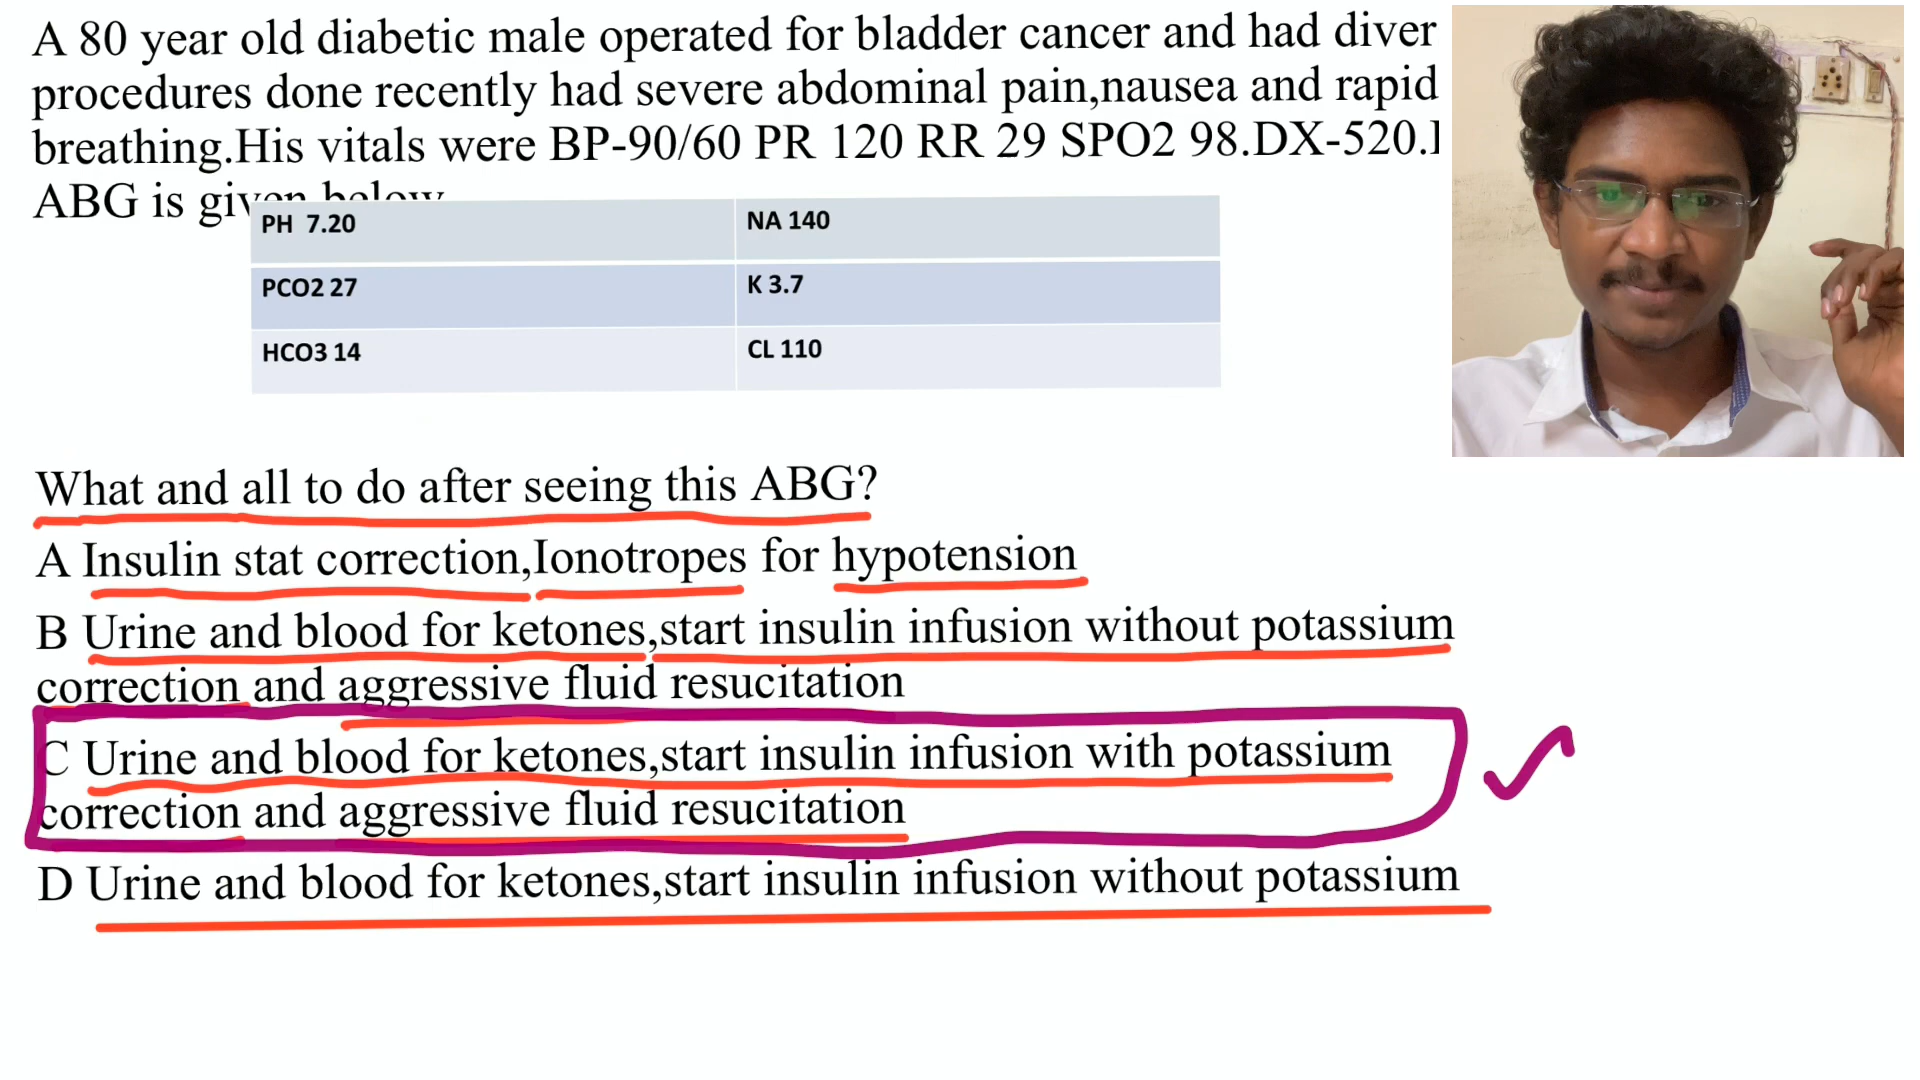 A 80 year old diabetic male operated for bladder cancer and had diver
procedures done recently had severe abdominal pain,nausea and rapid
breathing.His vitals were BP-90/60 PR 120 RR 29 SPO2 98.DX-520.
ABG is given below
PH 7.20 NA 140
PCO2 27 K 3.7
HCO3 14 CL 110
What and all to do after seeing this ABG?
A Insulin stat correction,Ionotropes for hypotension
B Urine and blood for ketones,start insulin infusion without potassium
correction and aggressive fluid resucitation
C Urine and blood for ketones,start insulin infusion with potassium
correction and aggressive fluid resucitation
D Urine and blood for ketones,start insulin infusion without potassium